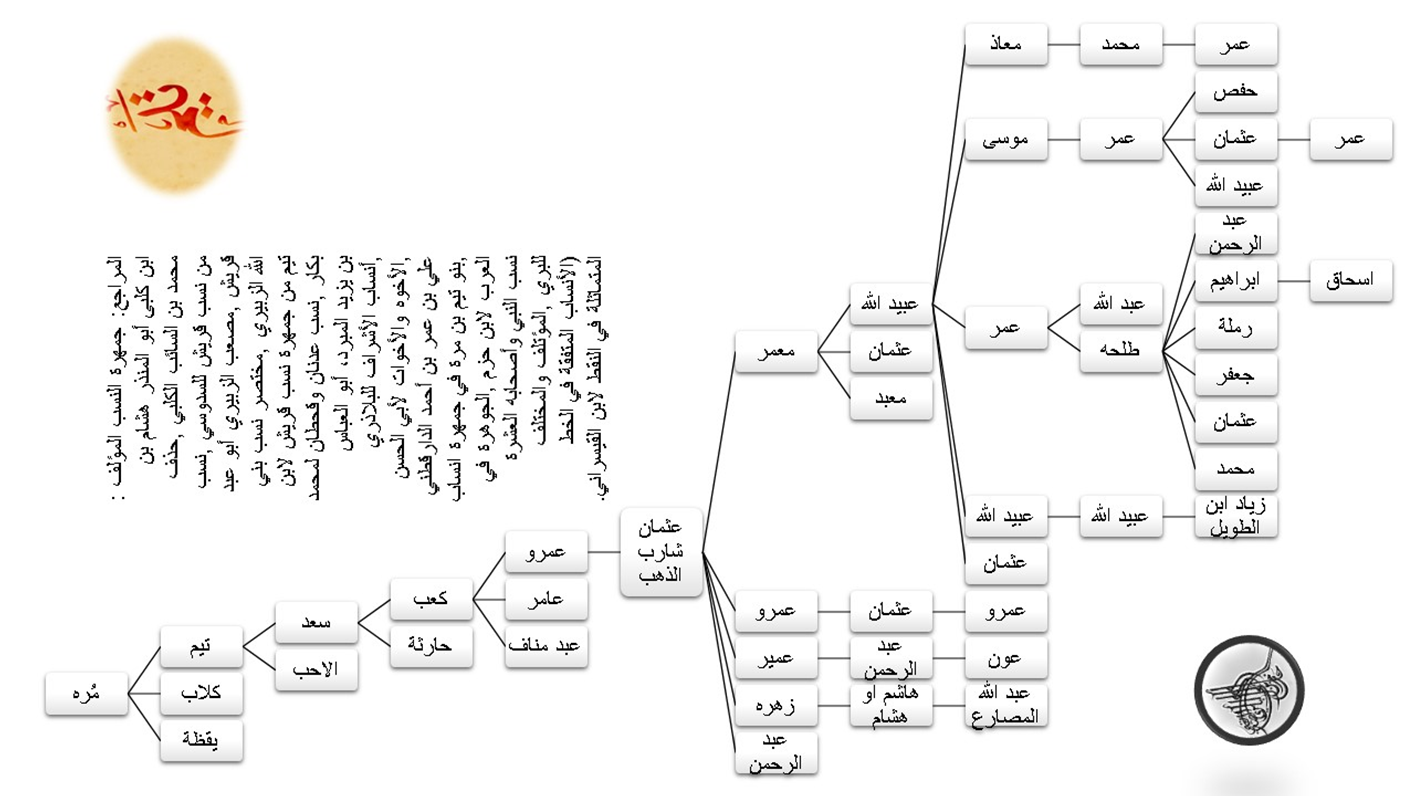 معاذ
محمد
عمر
حفص
موسى
عمر
عثمان
عمر
عبيد الله
عبد
الرحمن
ابراهيم
اسحاق
عبيد الله
عمر
عبد الله
رملة
معمر
عثمان
طلحه
جعفر
معبد
عثمان
محمد
عبيد الله
عبيد الله
زياد ابن
الطويل
عثمان
المراجع: جمهرة النسب المؤلف :
ابن كلبى أبو المنذر هشام بن
محمد بن السائب الكلبي ,حذف
من نسب قريش للسدوسي ,نسب
قريش ,مصعب الزبيري أبو عبد
الله الزبيري ,مختصر نسب بني
تيم من جمهرة نسب قريش لابن
بكار ,نسب عدنان وقحطان لمحمد
بن يزيد المبرد، أبو العباس
,أنساب الأشراف للبلاذري
,الأخوه والأخوات لأبي الحسن
علي بن عمر بن أحمد الدارقطني
,بنو تيم بن مرة في جمهرة انساب
العرب لابن حزم ,الجوهرة في
نسب النبي وأصحابه العشرة
للبري ,المؤتلف والمختلف
(الأنساب المتفقة في الخط
المتماثلة في النقط لابن القيسراني.
عثمان
شارب
الذهب
عمرو
عامر
عبد مناف
كعب
حارثة
سعد
الاحب
تيم
كلاب
يقظة
مُره
عمرو
عثمان
عمرو
عمير
عبد
الرحمن
عون
زهره
هاشم او
هشام
عبد الله
المصارع
عبد
الرحمن